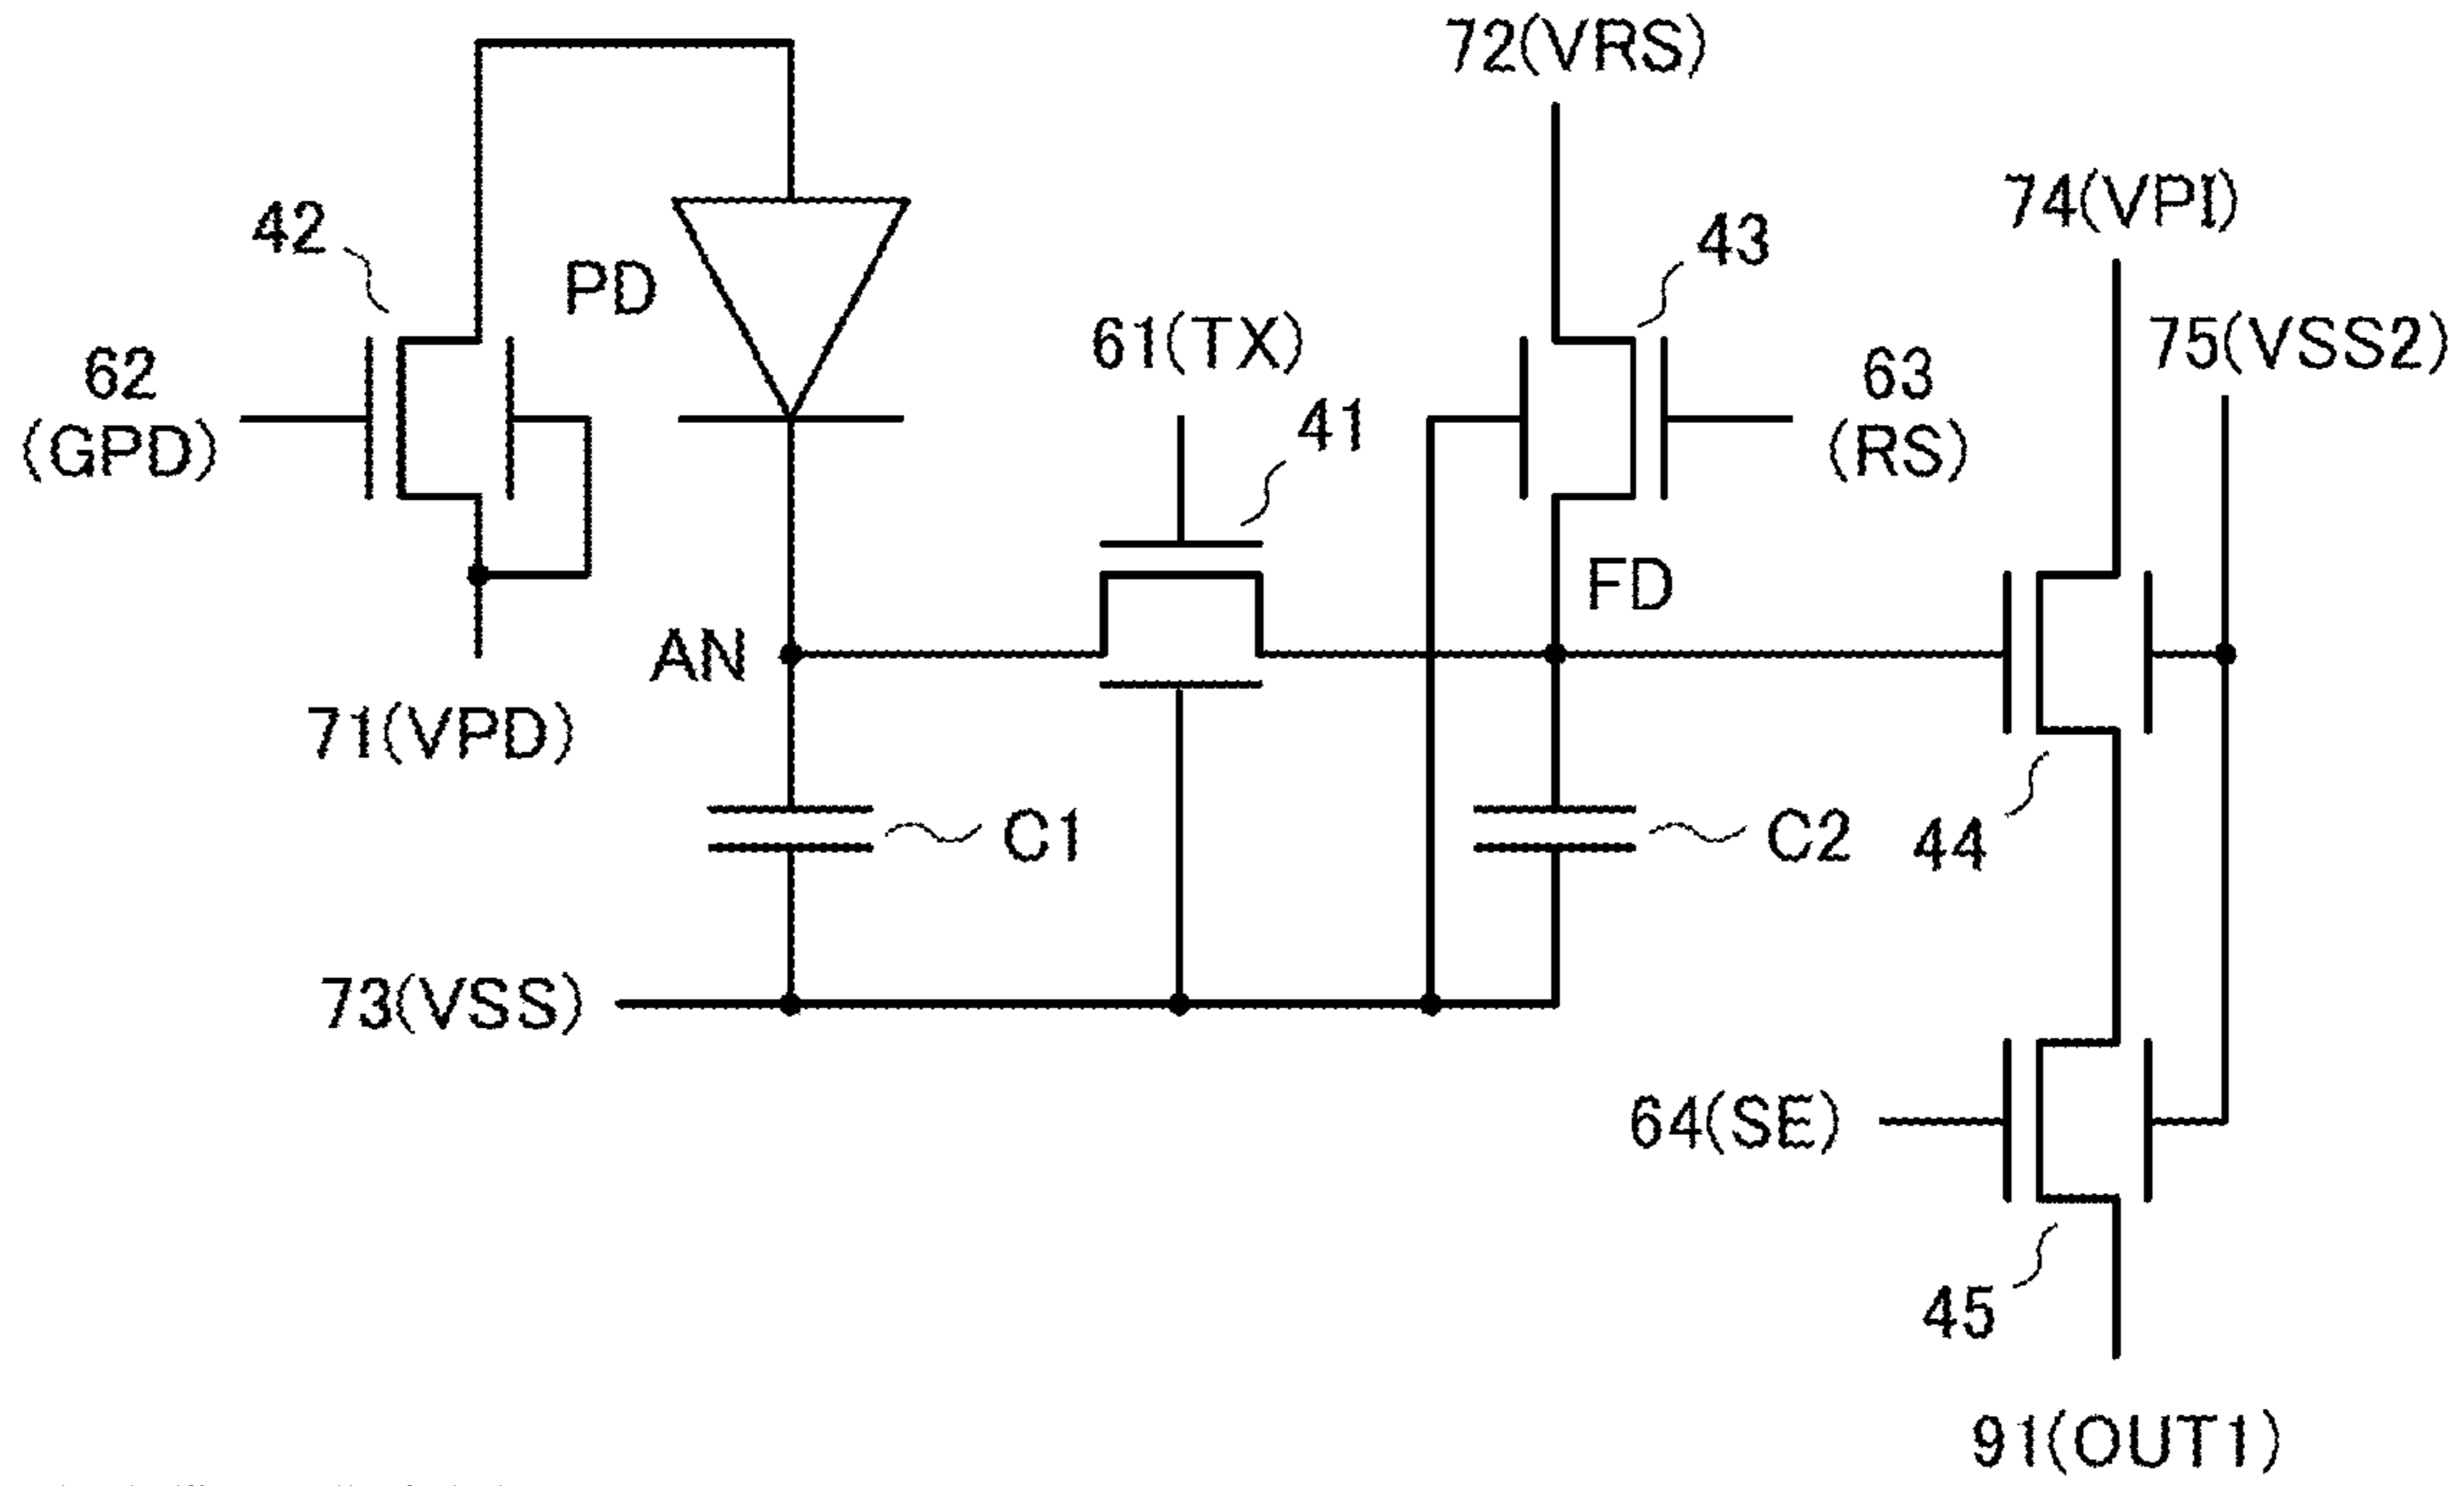 72(VRS)
74(VPI)
42
43
PD
61(TX)
75(VSS2)
62
(GPD)
63
(RS)
41
FD
AN
71(VPD)
C1
C2
44
73(VSS)
64(SE)
45
91(OUT1)